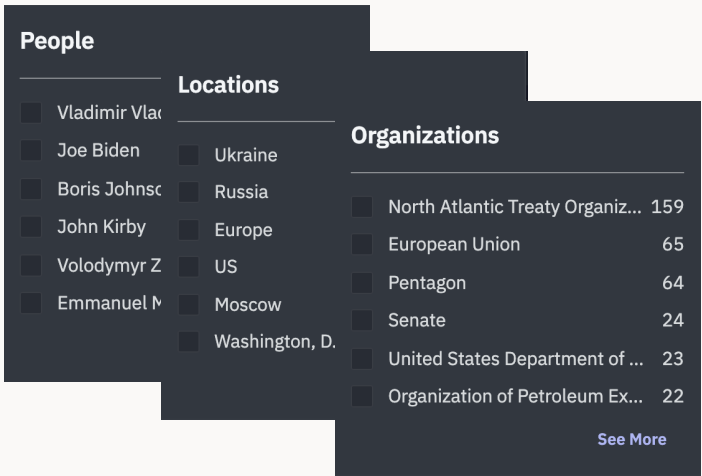 People
Vladimir
Joe Biden
Boris
John Kirby
Volodymyr
Emmanuel
Locations
Ukraine
Russia
Europe
US
Moscow
Washington, D.
Organizations
North Atlantic Treaty Organiz... 159
European Union 65
Pentagon 64
Senate 24
United States Department of ... 23
Organization of Petroleum Ex... 22
See More